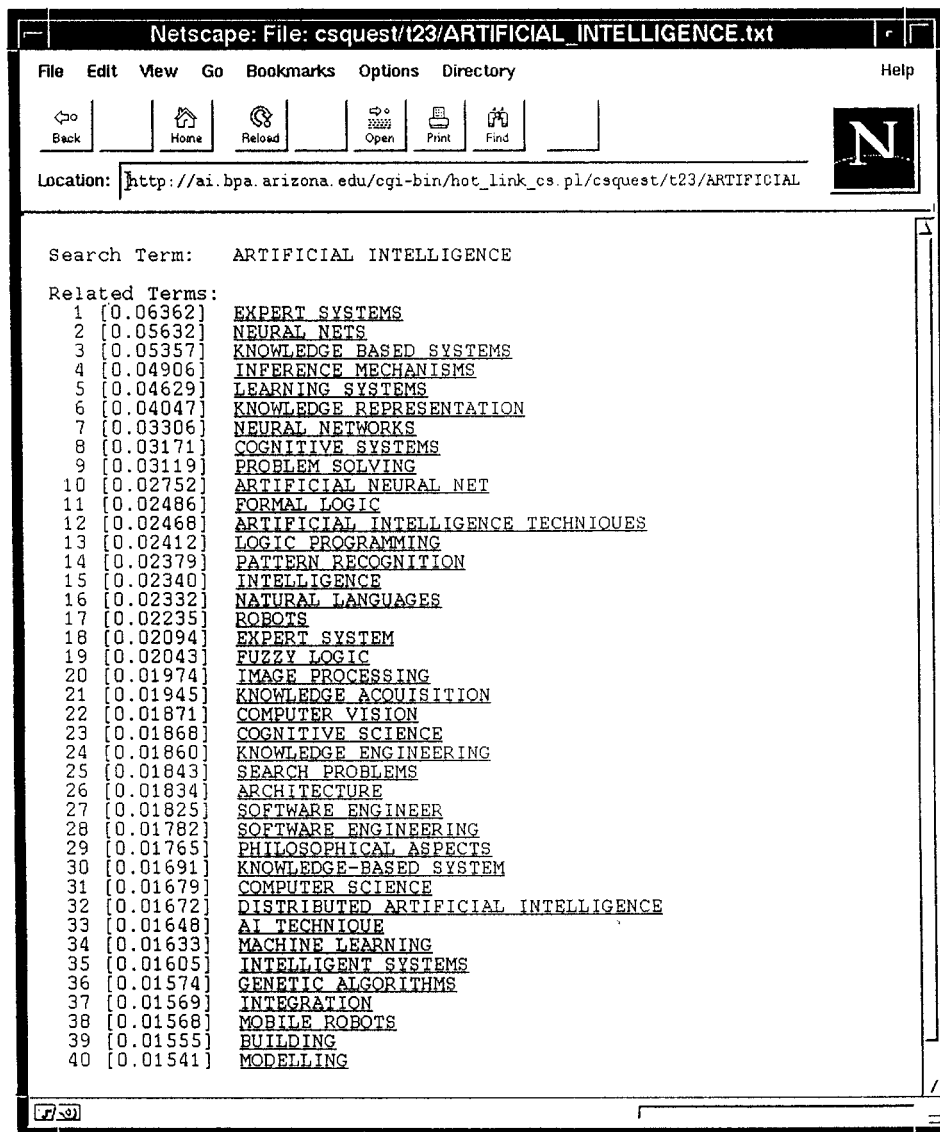 Netscape: File: csquest/t23/ARTIFICIAL_INTELLIGENCE.txt
File Edit View Go Bookmarks Options Directory Help
Back Home Reload Open Print Find
N
Location: http://ai.bpa.arizona.edu/cgi-bin/hot_link_cs.pl/csquest/t23/ARTIFICIAL
Search Term: ARTIFICIAL INTELLIGENCE
Related Terms:
1 [0.06362] EXPERT SYSTEMS
2 [0.05632] NEURAL NETS
3 [0.05357] KNOWLEDGE BASED SYSTEMS
4 [0.04906] INFERENCE MECHANISMS
5 [0.04629] LEARNING SYSTEMS
6 [0.04047] KNOWLEDGE REPRESENTATION
7 [0.03306] NEURAL NETWORKS
8 [0.03171] COGNITIVE SYSTEMS
9 [0.03119] PROBLEM SOLVING
10 [0.02752] ARTIFICIAL NEURAL NET
11 [0.02486] FORMAL LOGIC
12 [0.02468] ARTIFICIAL INTELLIGENCE TECHNIQUES
13 [0.02412] LOGIC PROGRAMMING
14 [0.02379] PATTERN RECOGNITION
15 [0.02340] INTELLIGENCE
16 [0.02332] NATURAL LANGUAGES
17 [0.02235] ROBOTS
18 [0.02094] EXPERT SYSTEM
19 [0.02043] FUZZY LOGIC
20 [0.01974] IMAGE PROCESSING
21 [0.01945] KNOWLEDGE ACQUISITION
22 [0.01871] COMPUTER VISION
23 [0.01868] COGNITIVE SCIENCE
24 [0.01860] KNOWLEDGE ENGINEERING
25 [0.01843] SEARCH PROBLEMS
26 [0.01834] ARCHITECTURE
27 [0.01825] SOFTWARE ENGINEER
28 [0.01782] SOFTWARE ENGINEERING
29 [0.01765] PHILOSOPHICAL ASPECTS
30 [0.01691] KNOWLEDGE-BASED SYSTEM
31 [0.01679] COMPUTER SCIENCE
32 [0.01672] DISTRIBUTED ARTIFICIAL INTELLIGENCE
33 [0.01648] AI TECHNIQUE
34 [0.01633] MACHINE LEARNING
35 [0.01605] INTELLIGENT SYSTEMS
36 [0.01574] GENETIC ALGORITHMS
37 [0.01569] INTEGRATION
38 [0.01568] MOBILE ROBOTS
39 [0.01555] BUILDING
40 [0.01541] MODELLING